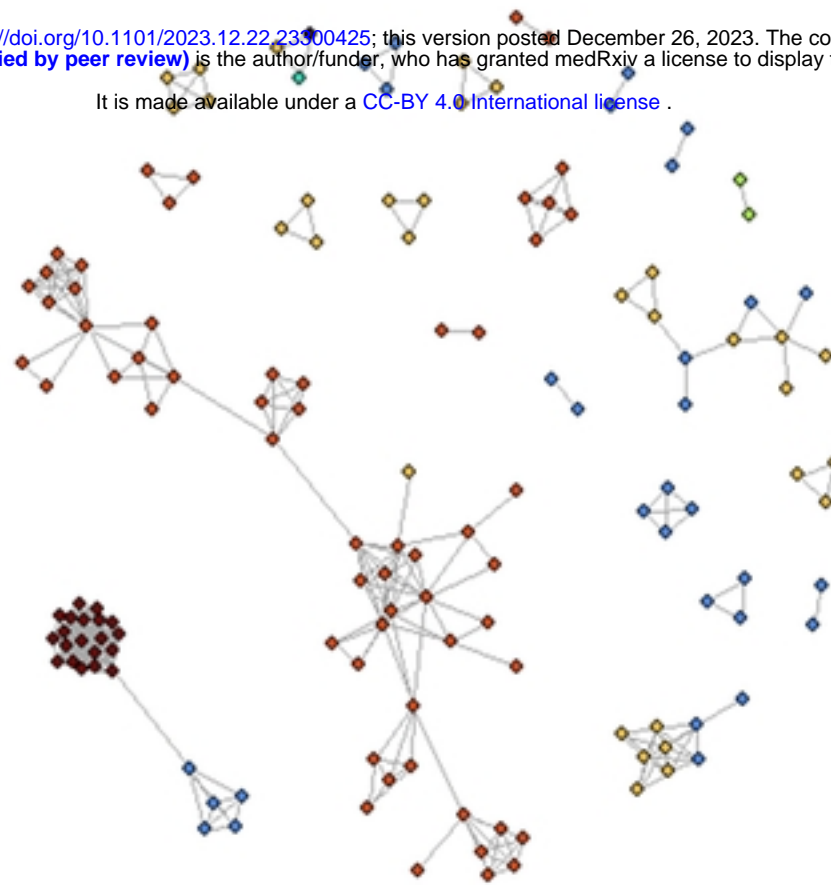 //doi.org/10.1101/2023.12.22.23300425; this version posted December 26, 2023. The co
ied by peer review) is the author/funder, who has granted medRxiv a license to display
It is made available under a CC-BY 4.0 International license .